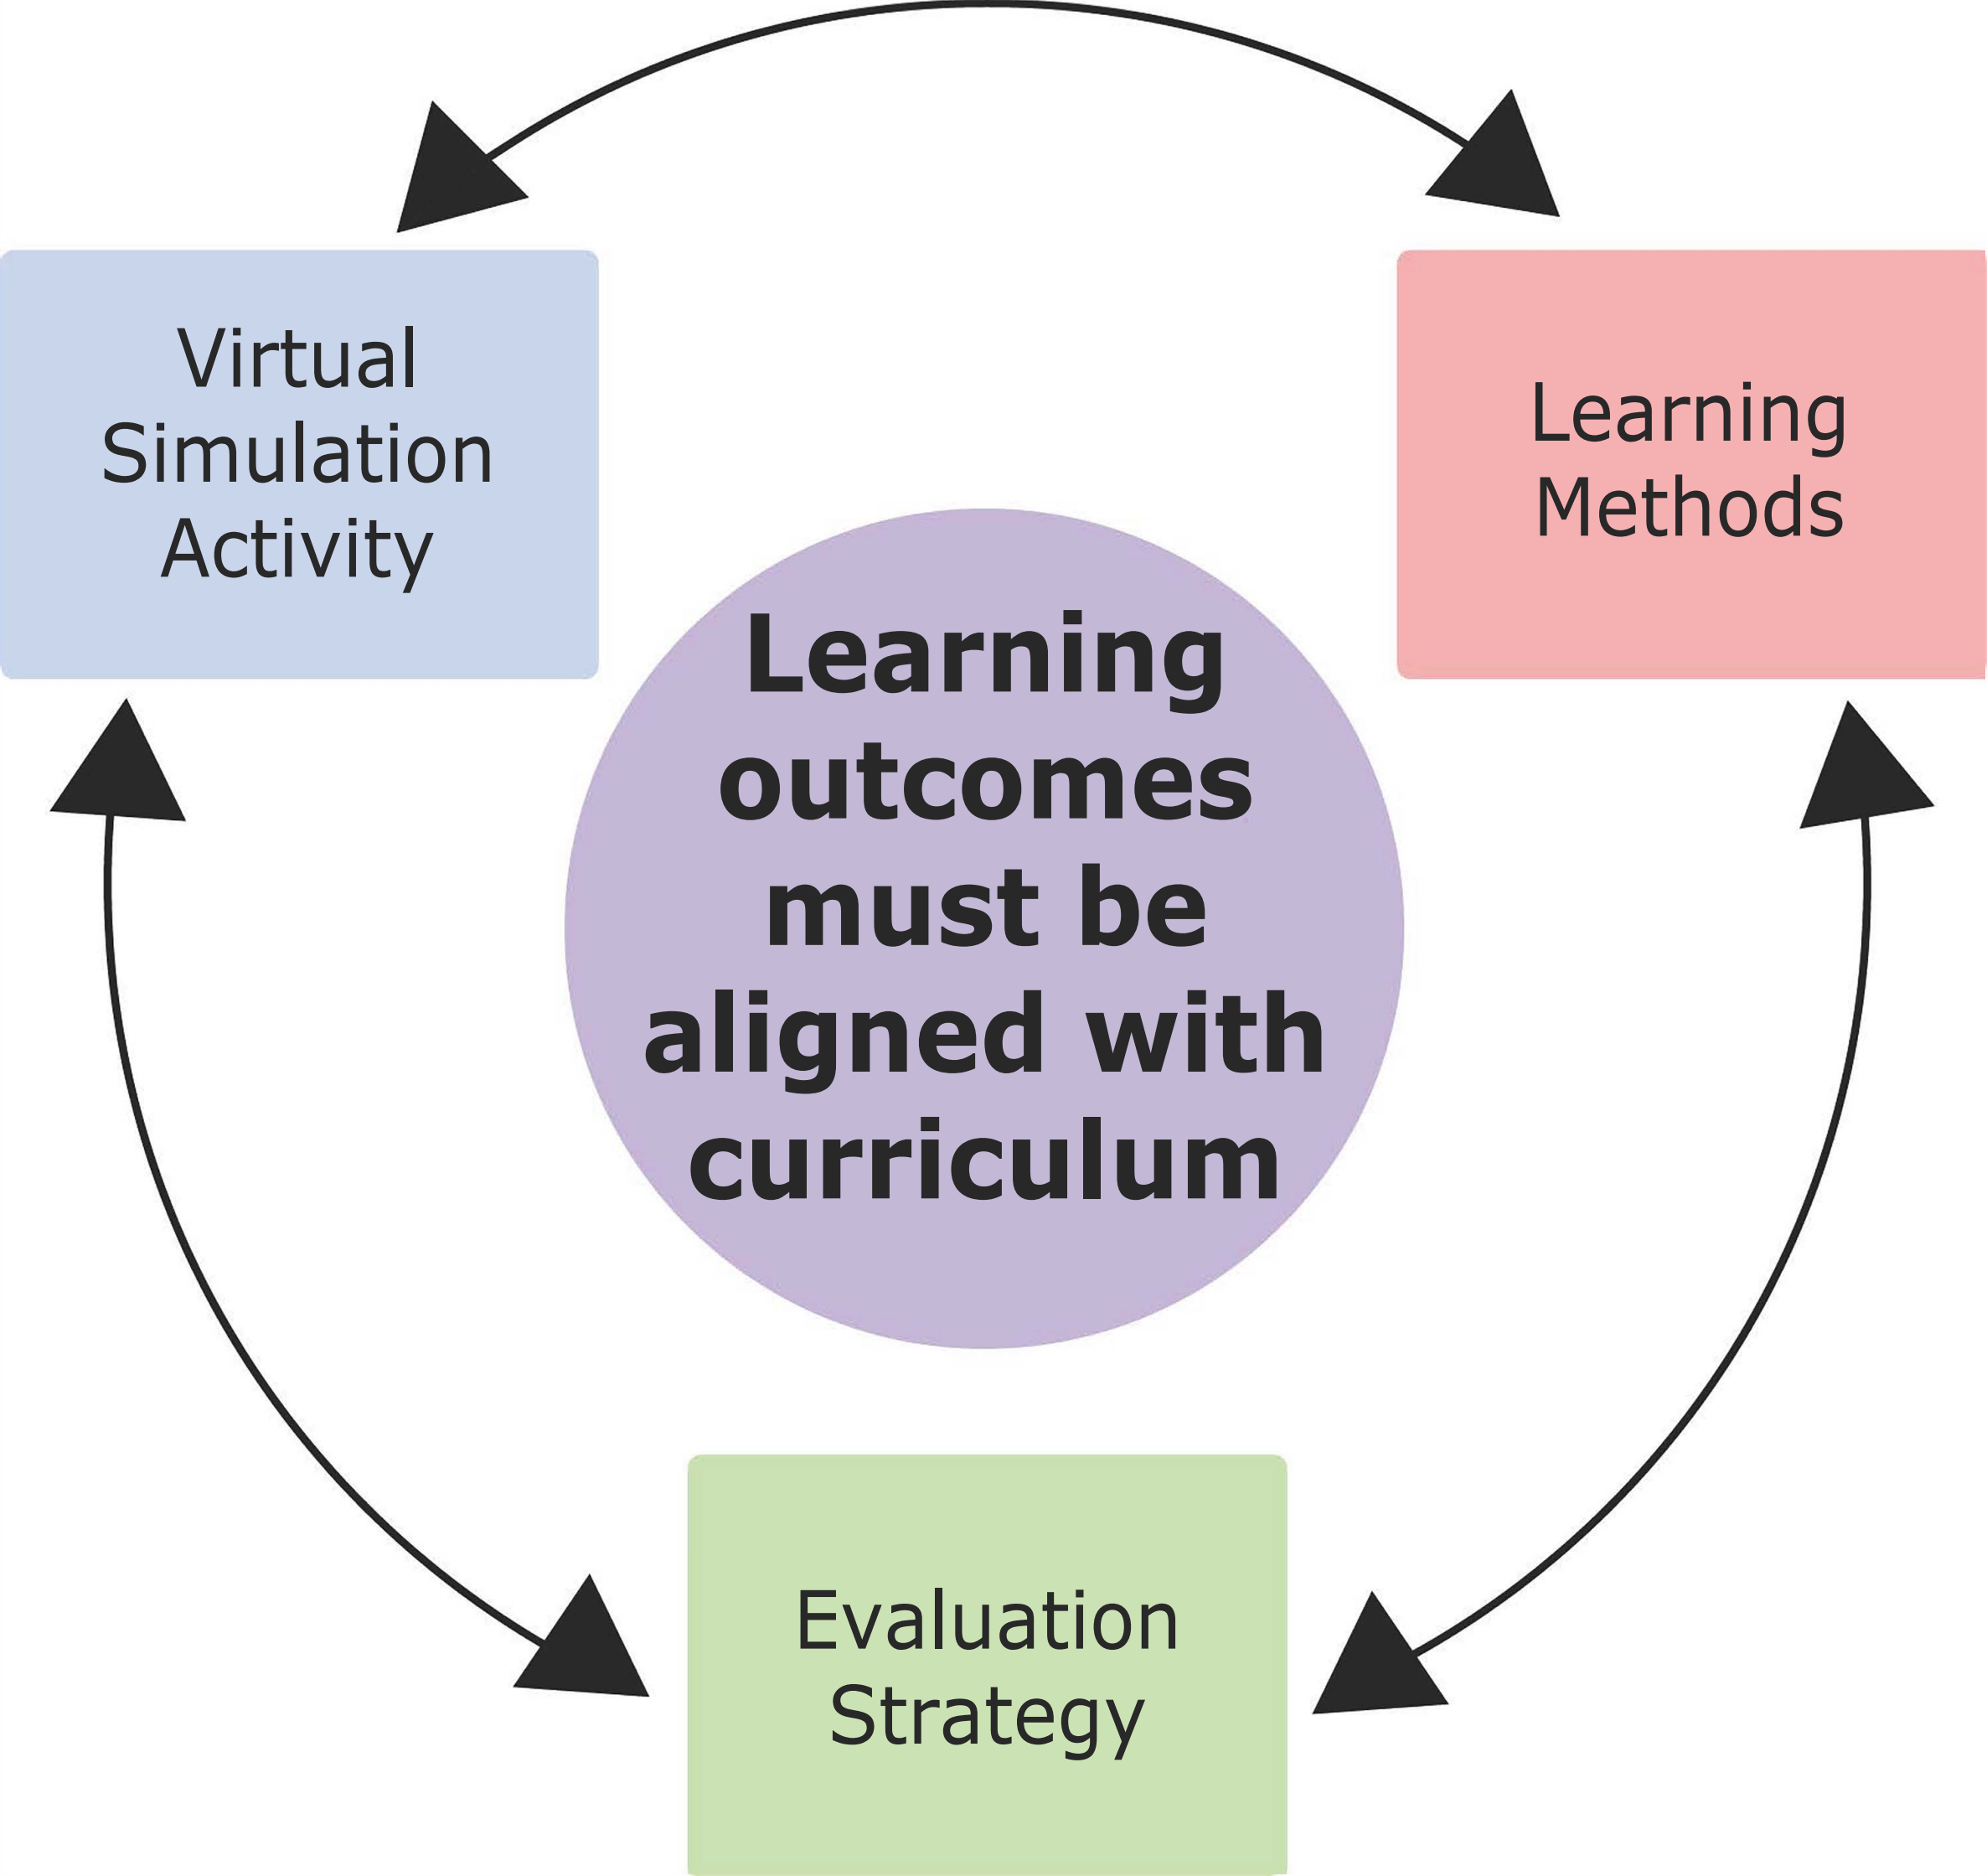 Virtual
Simulation
Activity
Learning
Methods
Learning
outcomes
must be
aligned with
curriculum
Evaluation
Strategy